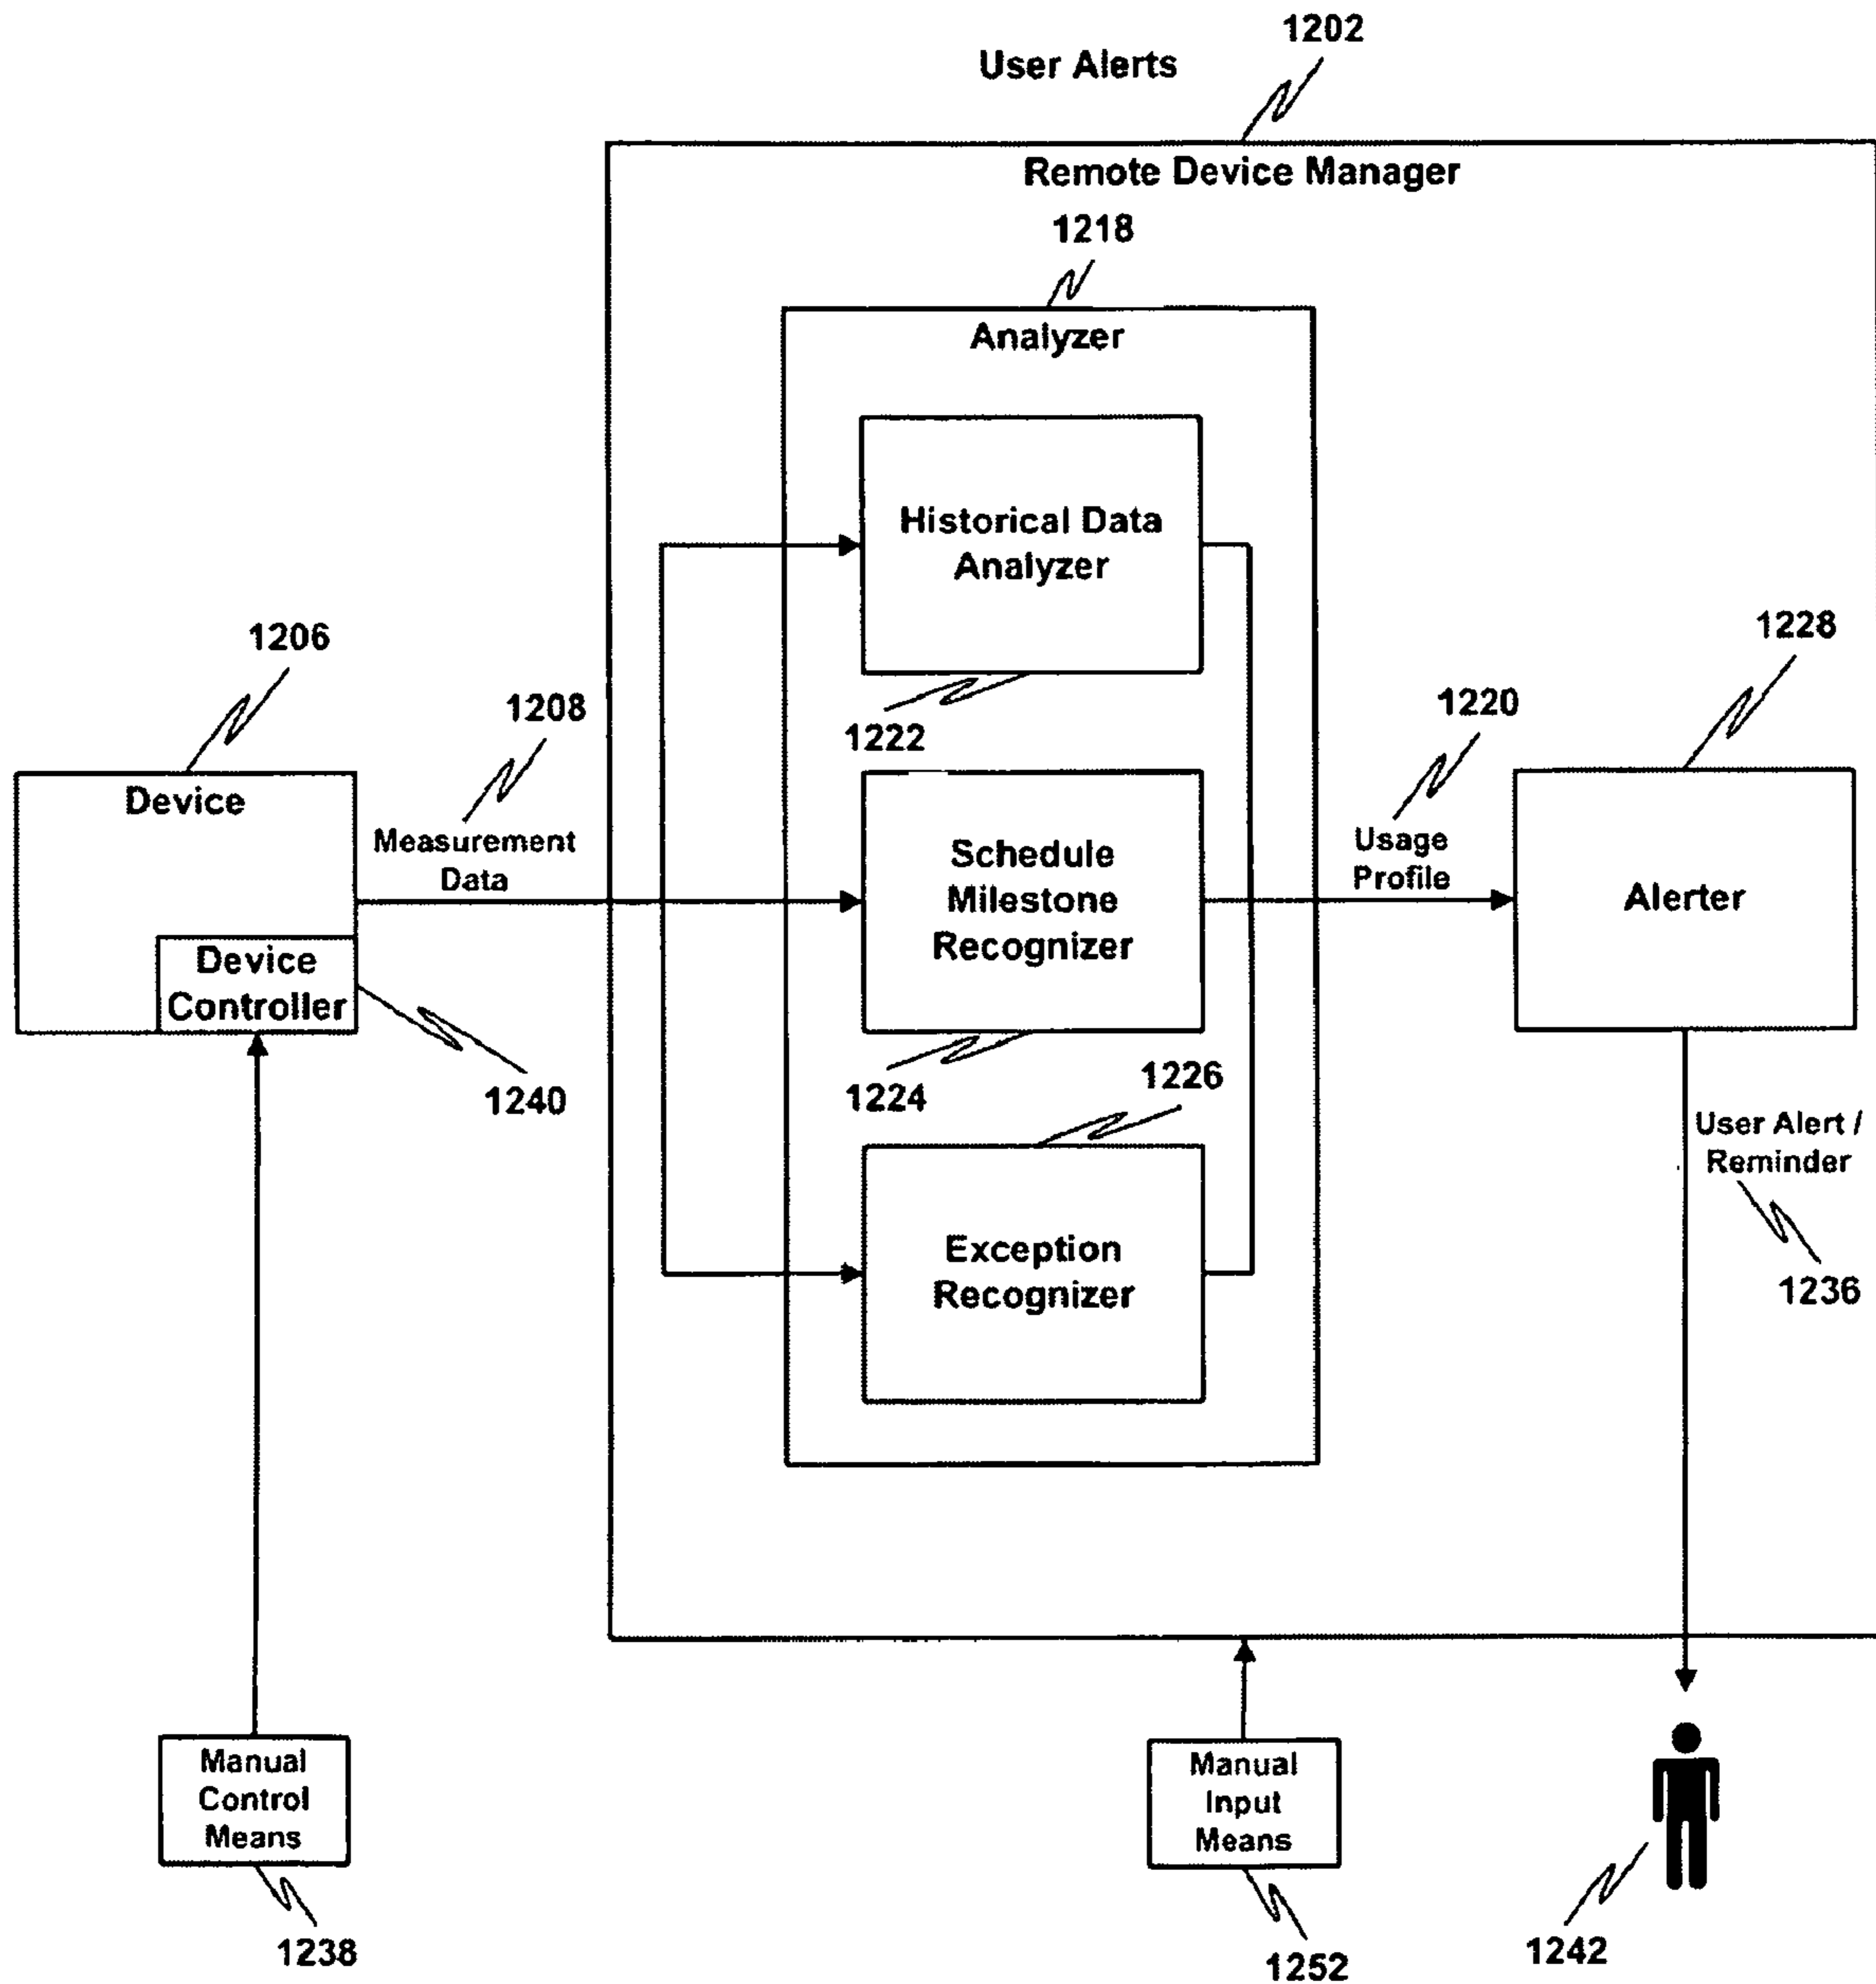 1202
User Alerts
Remote Device Manager
1218
Analyzer
Historical Data
Analyzer
1222
1206
1208
Device
Measurement
Data
Device
Controller
1240
Schedule
Milestone
Recognizer
1224
1226
Exception
Recognizer
1220
Usage
Profile
1228
Alerter
User Alert /
Reminder
1236
Manual
Control
Means
1238
Manual
Input
Means
1252
1242